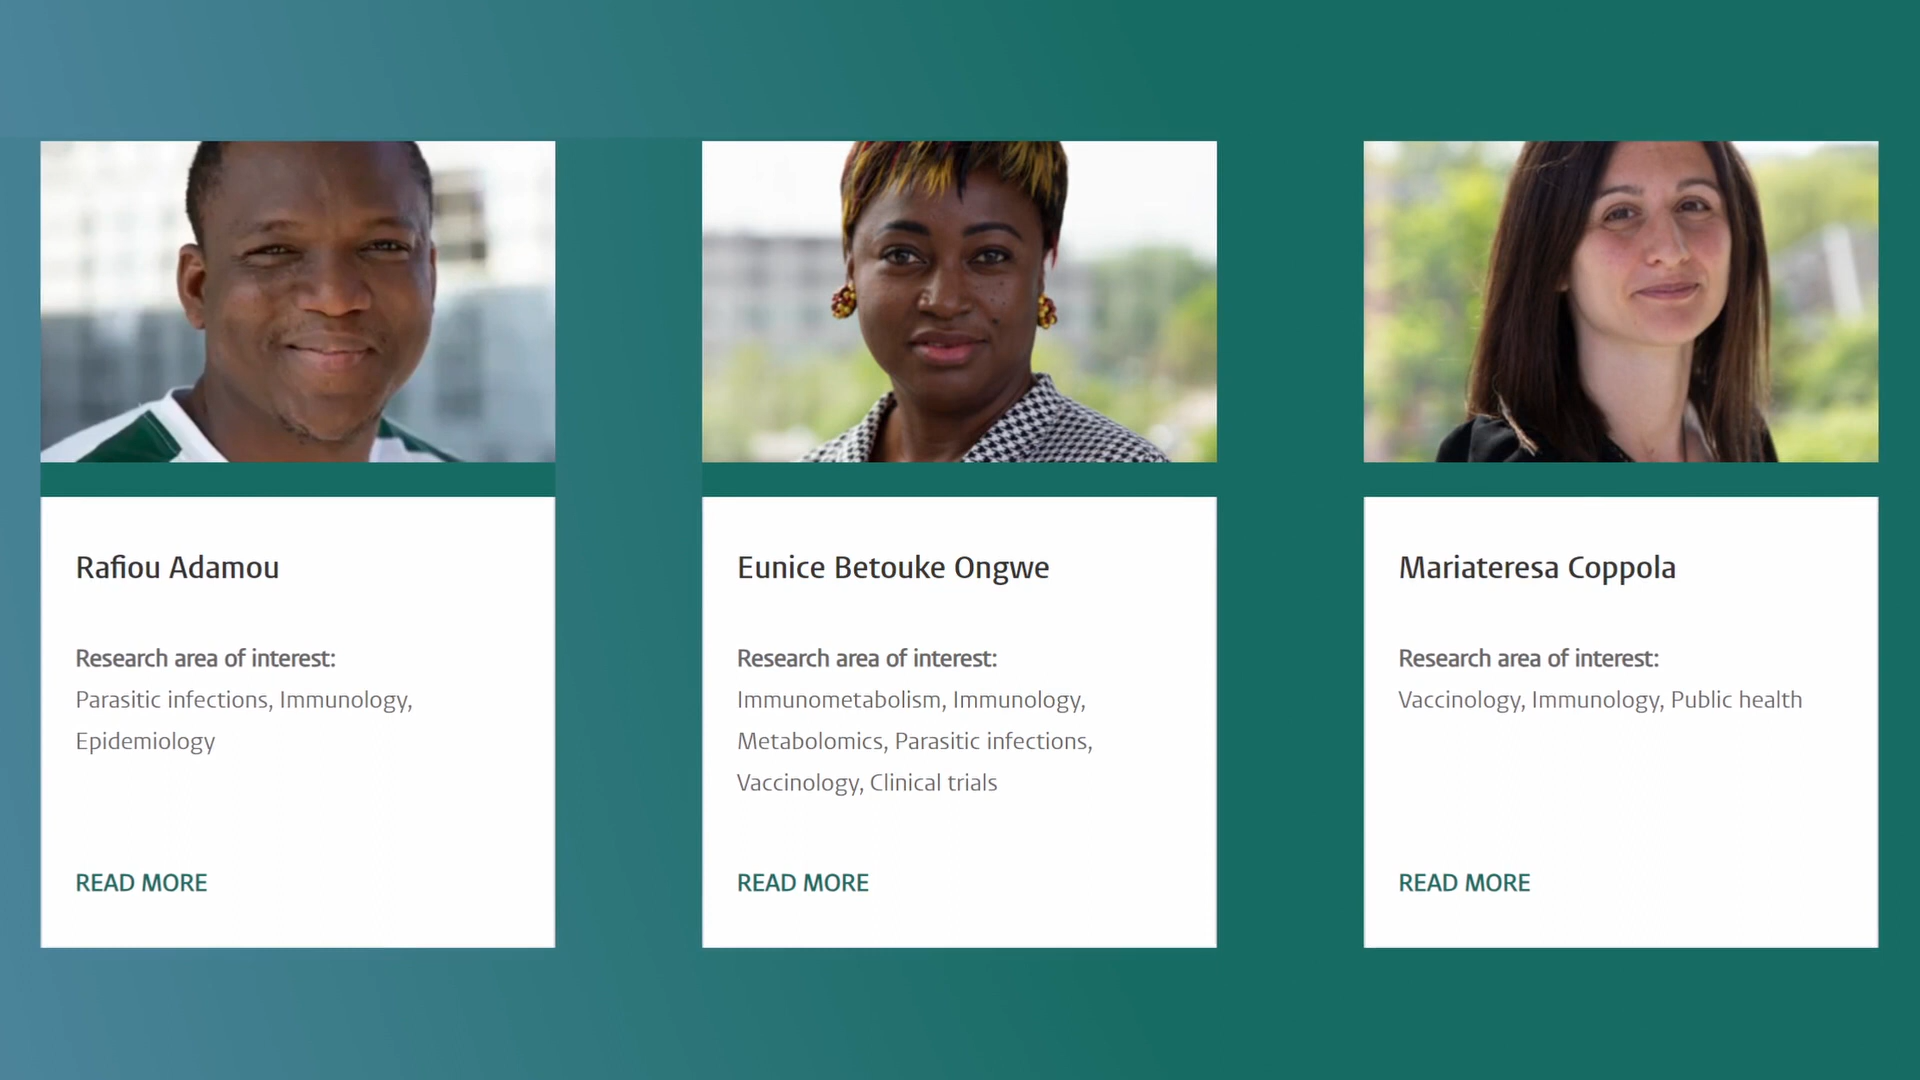 Rafiou Adamou
Research area of interest:
Parasitic infections, Immunology,
Epidemiology
READ MORE
Eunice Betouke Ongwe
Research area of interest:
Immunometabolism, Immunology,
Metabolomics, Parasitic infections,
Vaccinology, Clinical trials
READ MORE
Mariateresa Coppola
Research area of interest:
Vaccinology, Immunology, Public health
READ MORE